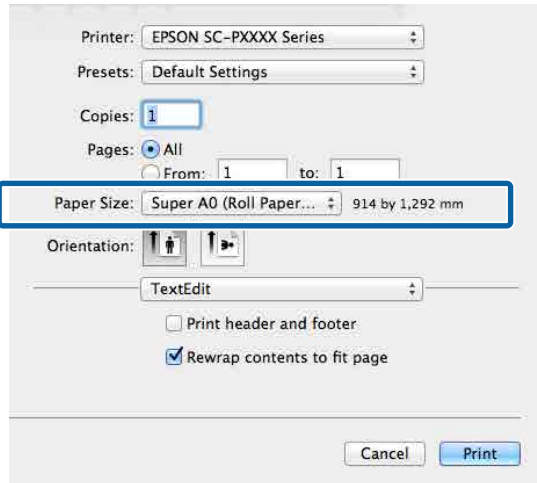 Printer: EPSON SC-PXXXX Series
Presets: Default Settings
Copies: 1
Pages: All
From: 1 to: 1
Paper Size: Super A0 (Roll Paper... 914 by 1,292 mm
Orientation:
TextEdit
Print header and footer
Rewrap contents to fit page
Cancel Print